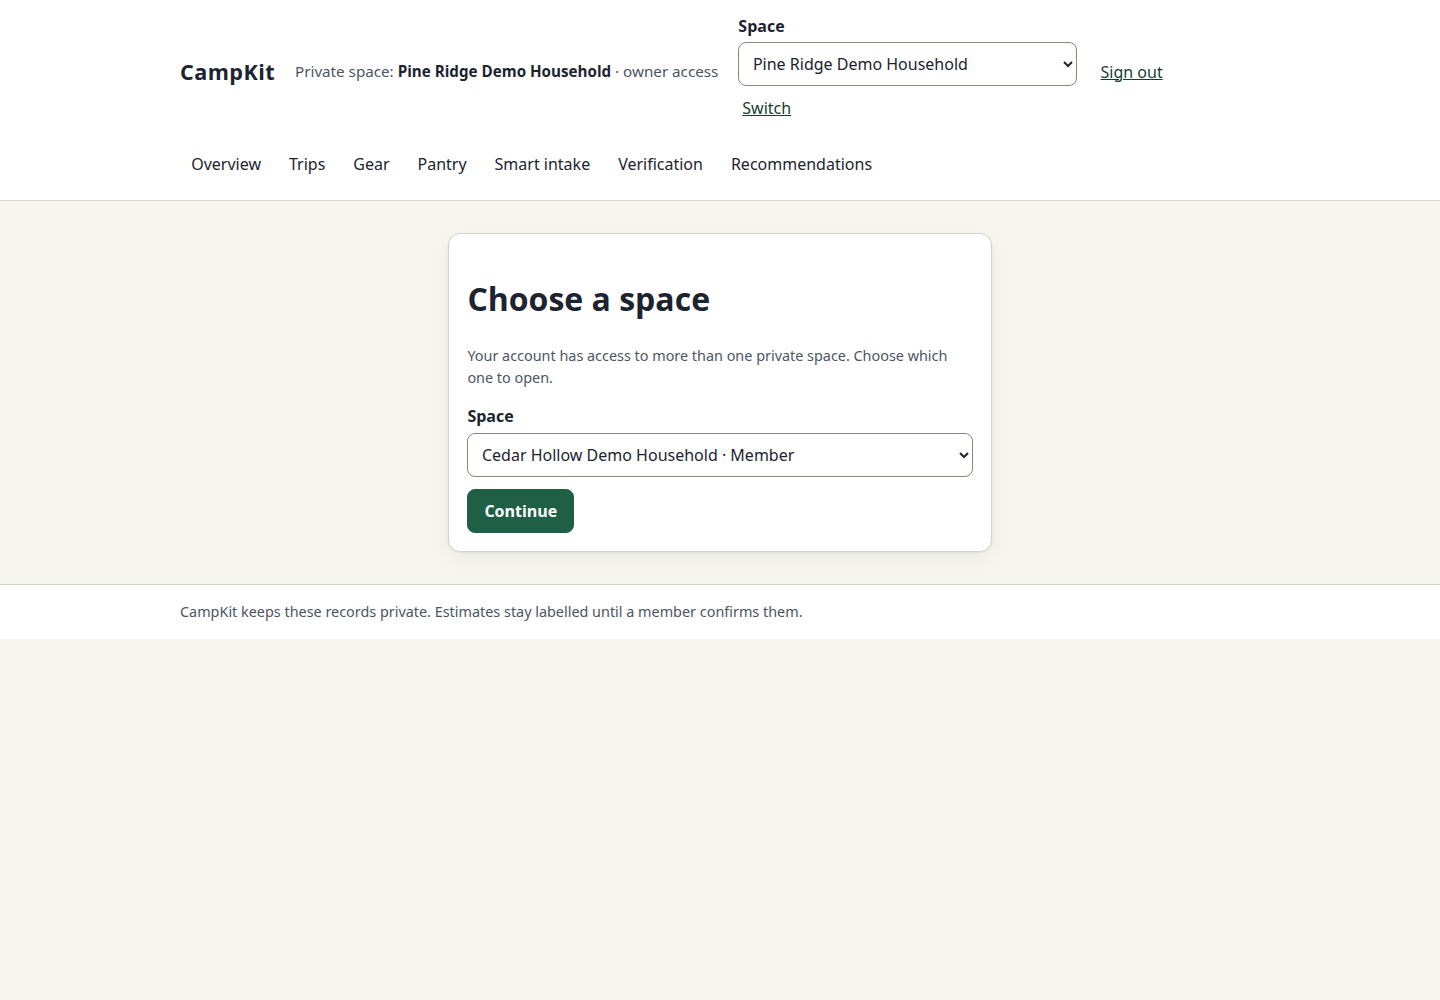 CampKit
Private space: Pine Ridge Demo Household · owner access
Space
Pine Ridge Demo Household
Switch
Sign out
Overview
Trips
Gear
Pantry
Smart intake
Verification
Recommendations
Choose a space
Your account has access to more than one private space. Choose which
one to open.
Space
Cedar Hollow Demo Household · Member
Continue
CampKit keeps these records private. Estimates stay labelled until a member confirms them.